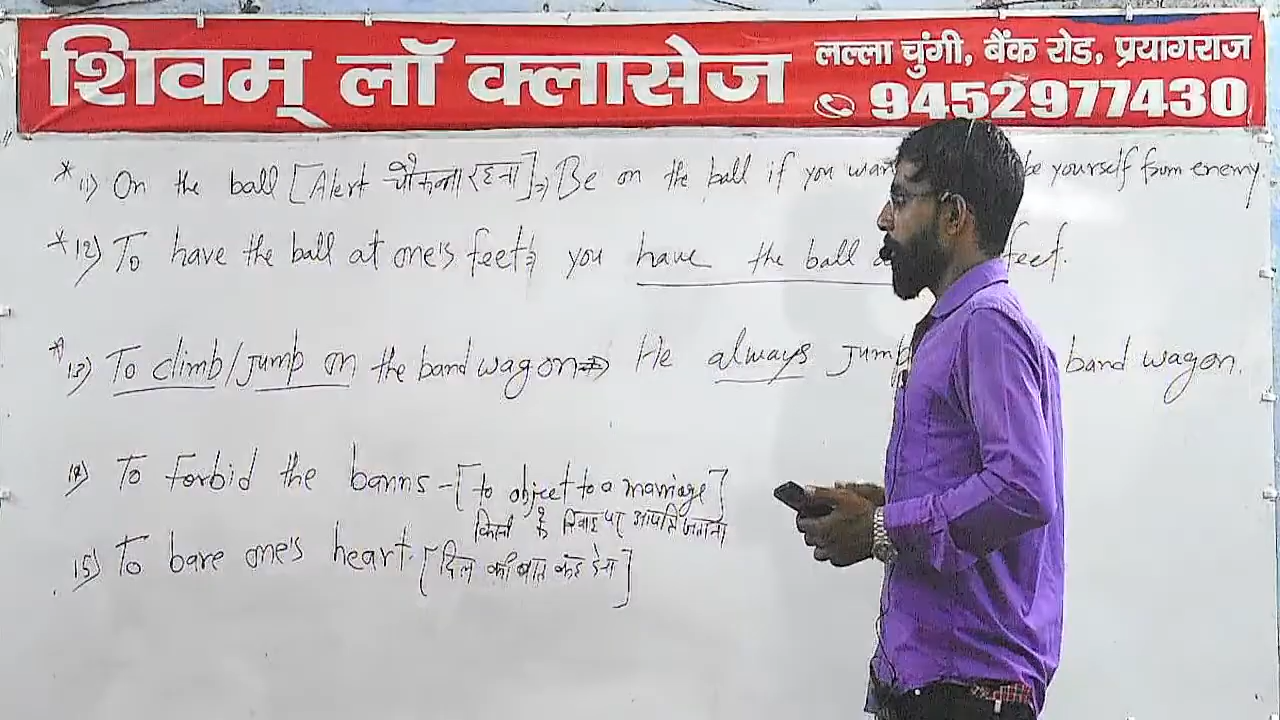 शिवम् लॉ क्लासेज
लल्ला चुंगी, बैंक रोड, प्रयागराज
9452977430
* 11) On the ball [Alert चौकन्ना रहना] → Be on the ball if you be yourself from enemy.
* 12) To have the ball at one's feet → you have the ball feet.
* 13) To climb/jump on the band wagon → He always Jump band wagon.
14) To forbid the banns - [to object to a marriage]
किसी के विवाह पर आपत्ति जताना
15) To bare one's heart. [दिल की बात कह देना]